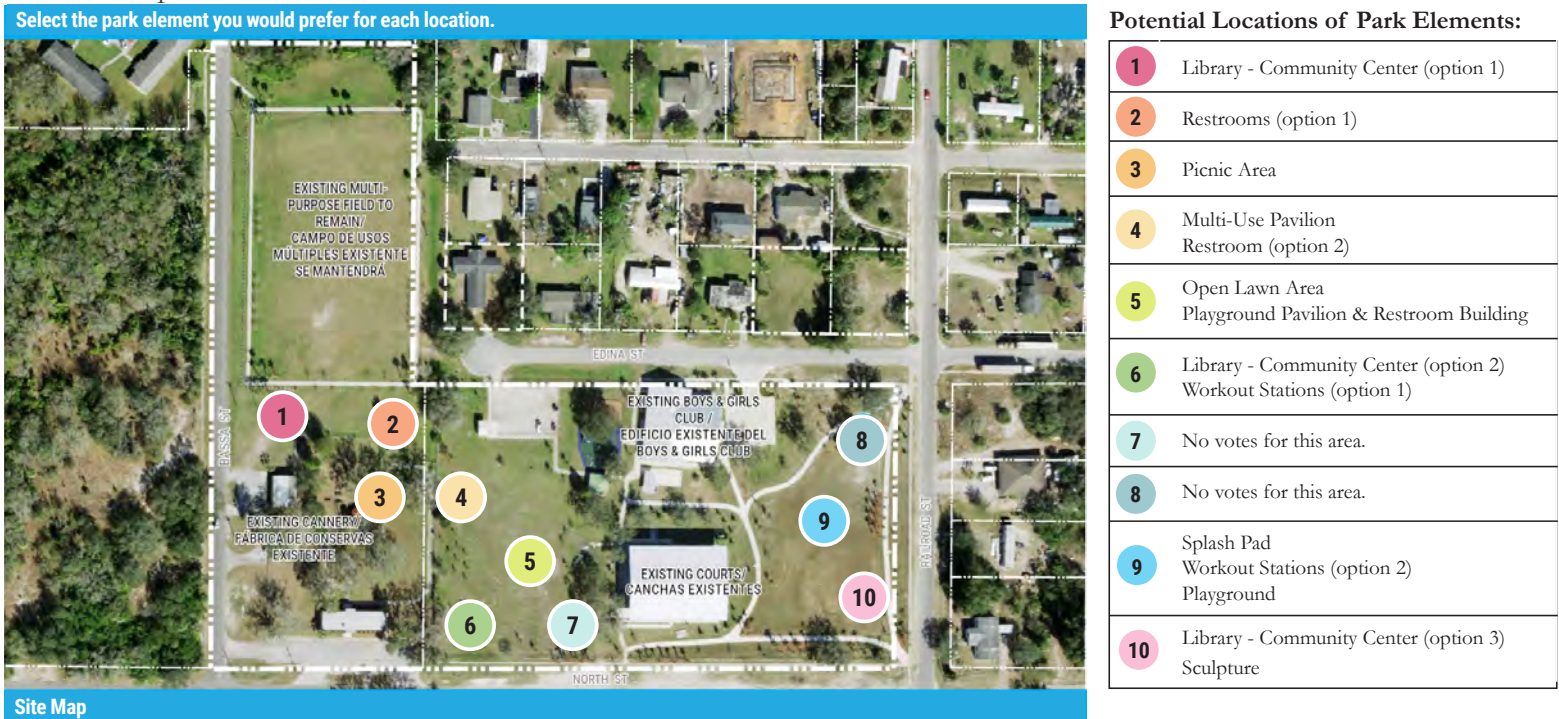 Select the park element you would prefer for each location.
EXISTING MULTI-
PURPOSE FIELD TO
REMAIN/
CAMPO DE USOS
MÚLTIPLES EXISTENTE
SE MANTENDRÁ
EDINA ST
BASSA ST
1
2
EXISTING BOYS & GIRLS
CLUB /
EDIFICIO EXISTENTE DEL
BOYS & GIRLS CLUB
8
3
4
9
EXISTING CANNERY/
FÁBRICA DE CONSERVAS
EXISTENTE
5
EXISTING COURTS/
CANCHAS EXISTENTES
RAILROAD ST
10
6
7
NORTH ST
Site Map
Potential Locations of Park Elements:
1 Library - Community Center (option 1)
2 Restrooms (option 1)
3 Picnic Area
4 Multi-Use Pavilion
Restroom (option 2)
5 Open Lawn Area
Playground Pavilion & Restroom Building
6 Library - Community Center (option 2)
Workout Stations (option 1)
7 No votes for this area.
8 No votes for this area.
9 Splash Pad
Workout Stations (option 2)
Playground
10 Library - Community Center (option 3)
Sculpture